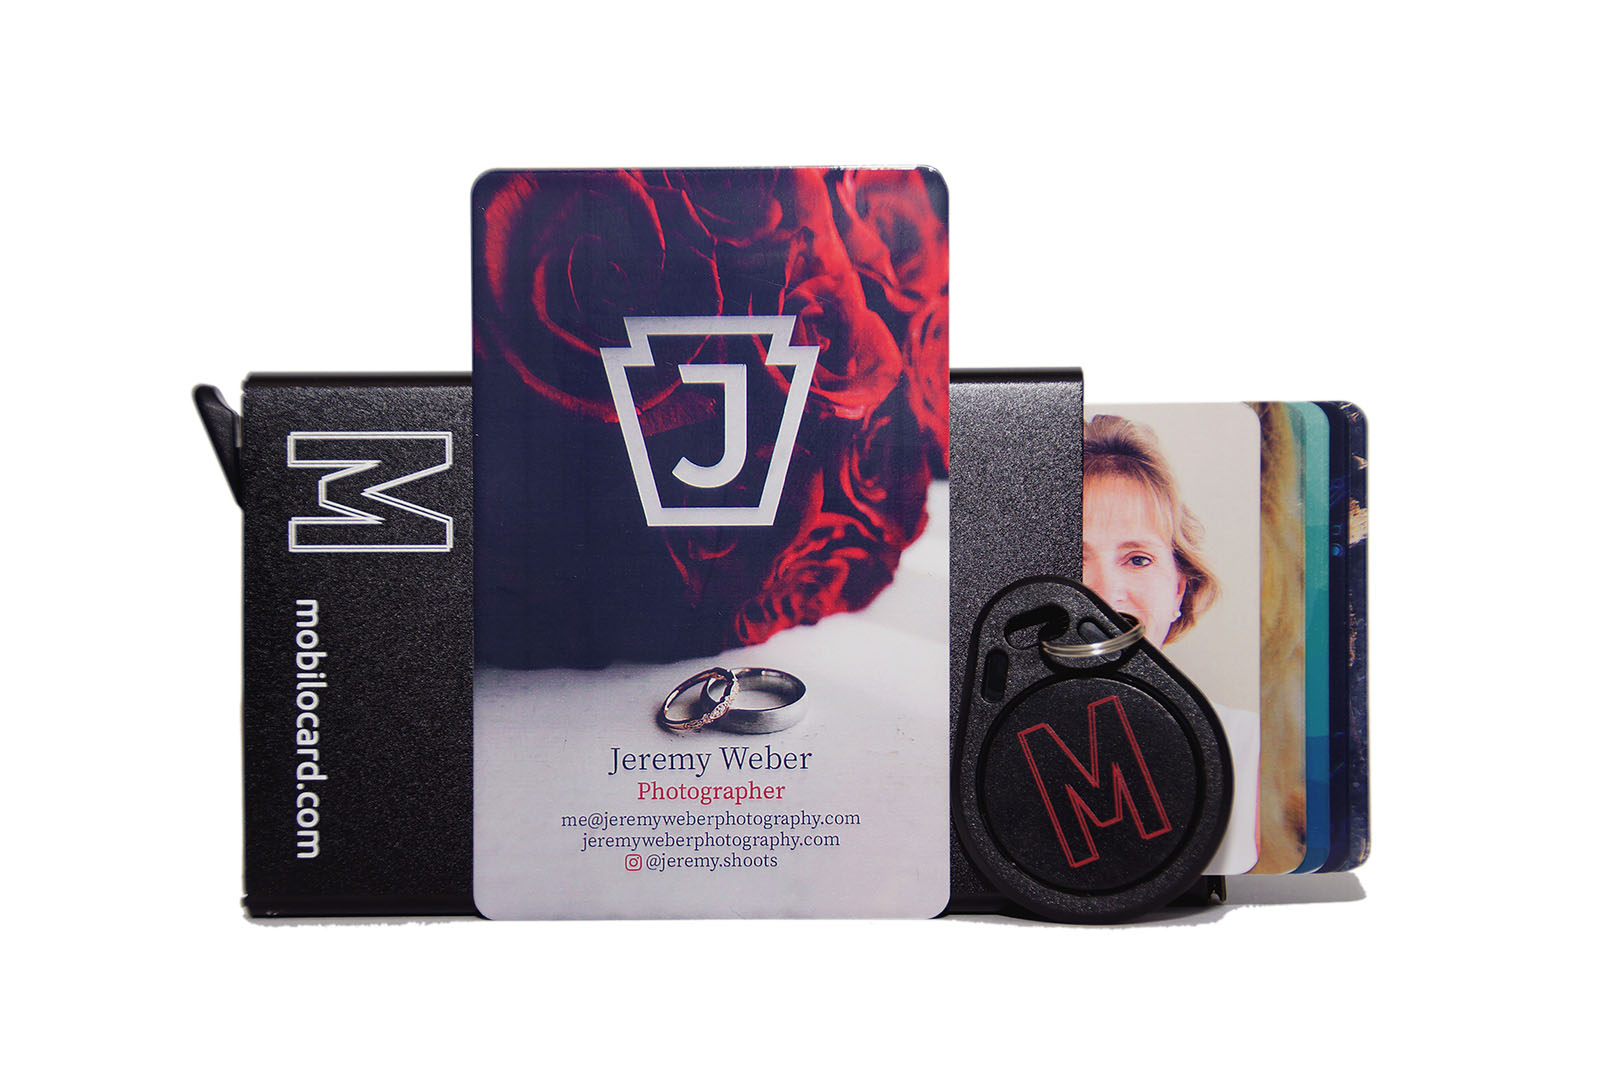 M
mobilocard.com
J
Jeremy Weber
Photographer
me@jeremyweberphotography.com
jeremyweberphotography.com
@jeremy.shoots
M